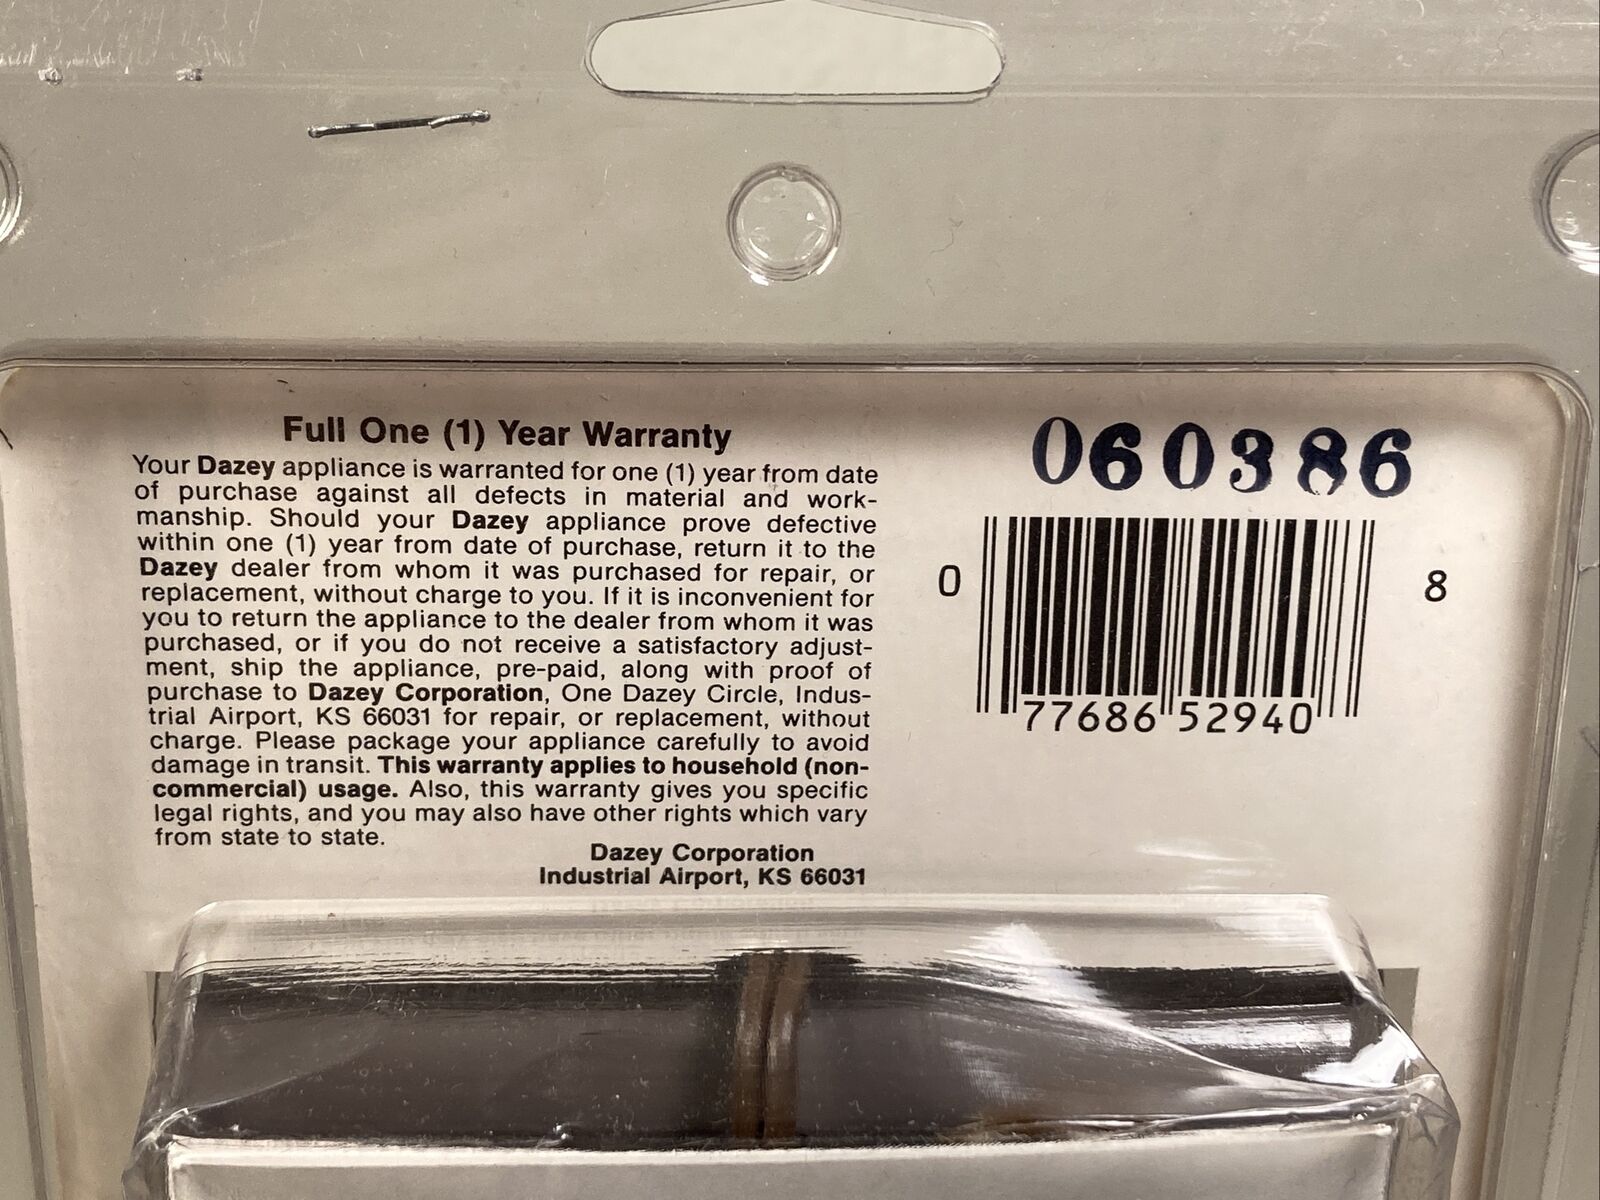 Full One (1) Year Warranty
Your Dazey appliance is warranted for one (1) year from date
of purchase against all defects in material and work-
manship. Should your Dazey appliance prove defective
within one (1) year from date of purchase, return it to the
Dazey dealer from whom it was purchased for repair, or
replacement, without charge to you. If it is inconvenient for
you to return the appliance to the dealer from whom it was
purchased, or if you do not receive a satisfactory adjust-
ment, ship the appliance, pre-paid, along with proof of
purchase to Dazey Corporation, One Dazey Circle, Indus-
trial Airport, KS 66031 for repair, or replacement, without
charge. Please package your appliance carefully to avoid
damage in transit. This warranty applies to household (non-
commercial) usage. Also, this warranty gives you specific
legal rights, and you may also have other rights which vary
from state to state.
Dazey Corporation
Industrial Airport, KS 66031
060386
0 77686 52940 8